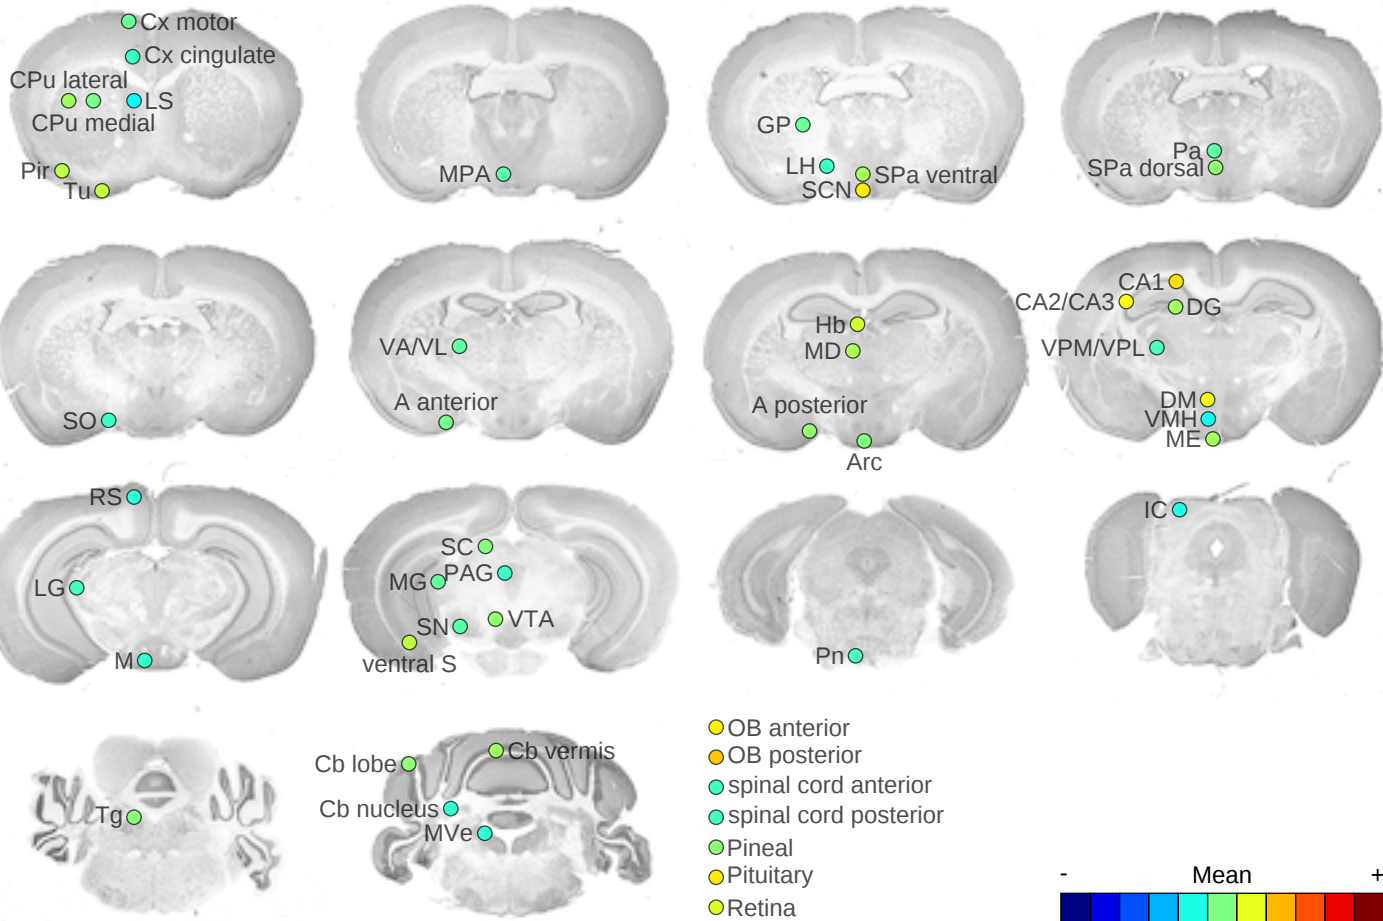 Cx motor
Cx cingulate
CPu lateral
LS
CPu medial
Pir
Tu
MPA
GP
LH
SPa ventral
SCN
Pa
SPa dorsal
SO
VA/VL
A anterior
Hb
MD
A posterior
Arc
CA1
CA2/CA3
DG
VPM/VPL
DM
VMH
ME
RS
LG
M
SC
MG
PAG
SN
VTA
ventral S
Pn
IC
Tg
Cb lobe
Cb vermis
Cb nucleus
MVe
OB anterior
OB posterior
spinal cord anterior
spinal cord posterior
Pineal
Pituitary
Retina
- Mean +